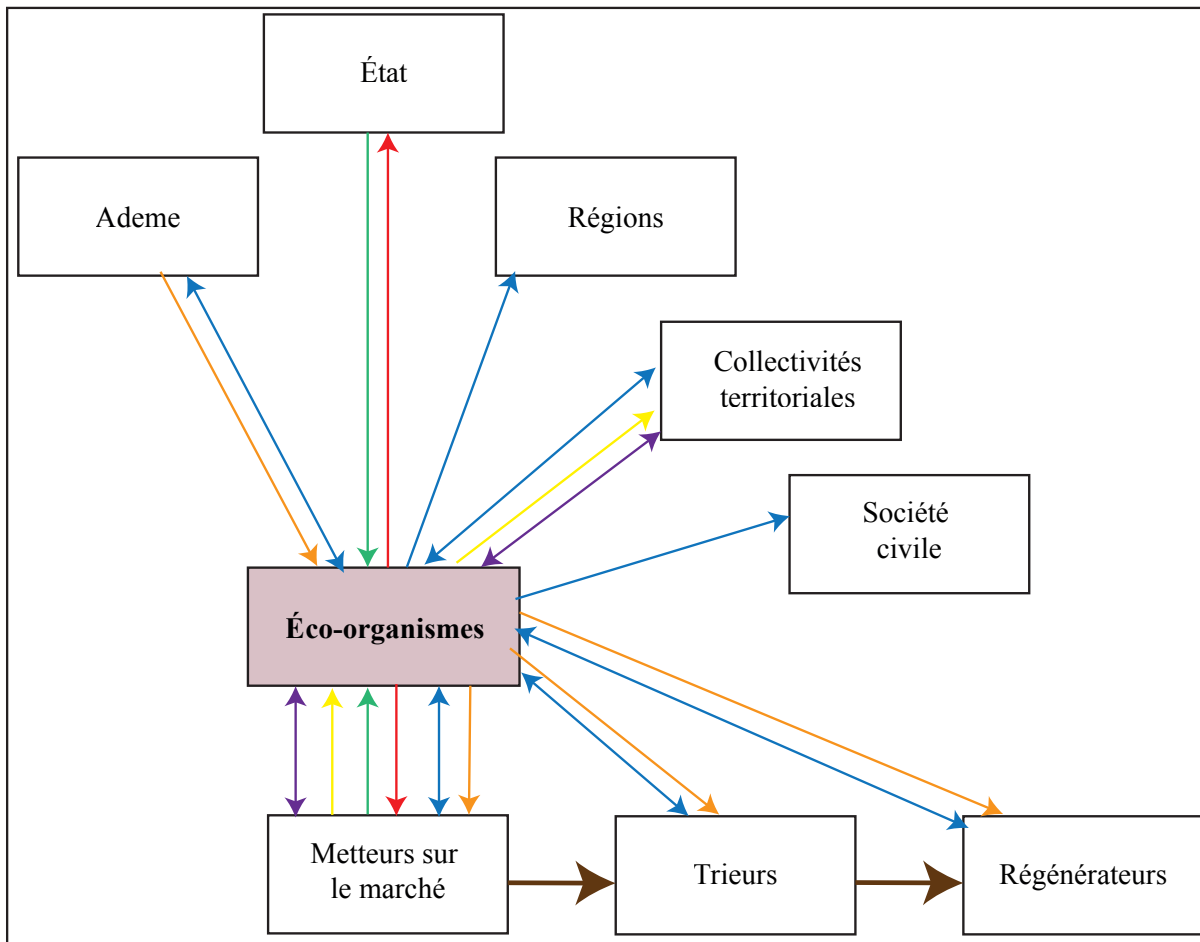 État
Ademe
Régions
Collectivités
territoriales
Société
civile
Éco-organismes
Metteurs sur
le marché
Trieurs
Régénérateurs